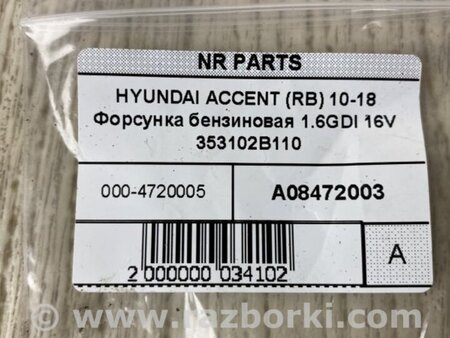 NR PARTS
HYUNDAI ACCENT (RB) 10-18
Форсунка бензиновая 1.6GDI 16V
353102B110
000-4720005
A08472003
A
2 000000 034102
www.razborki.com